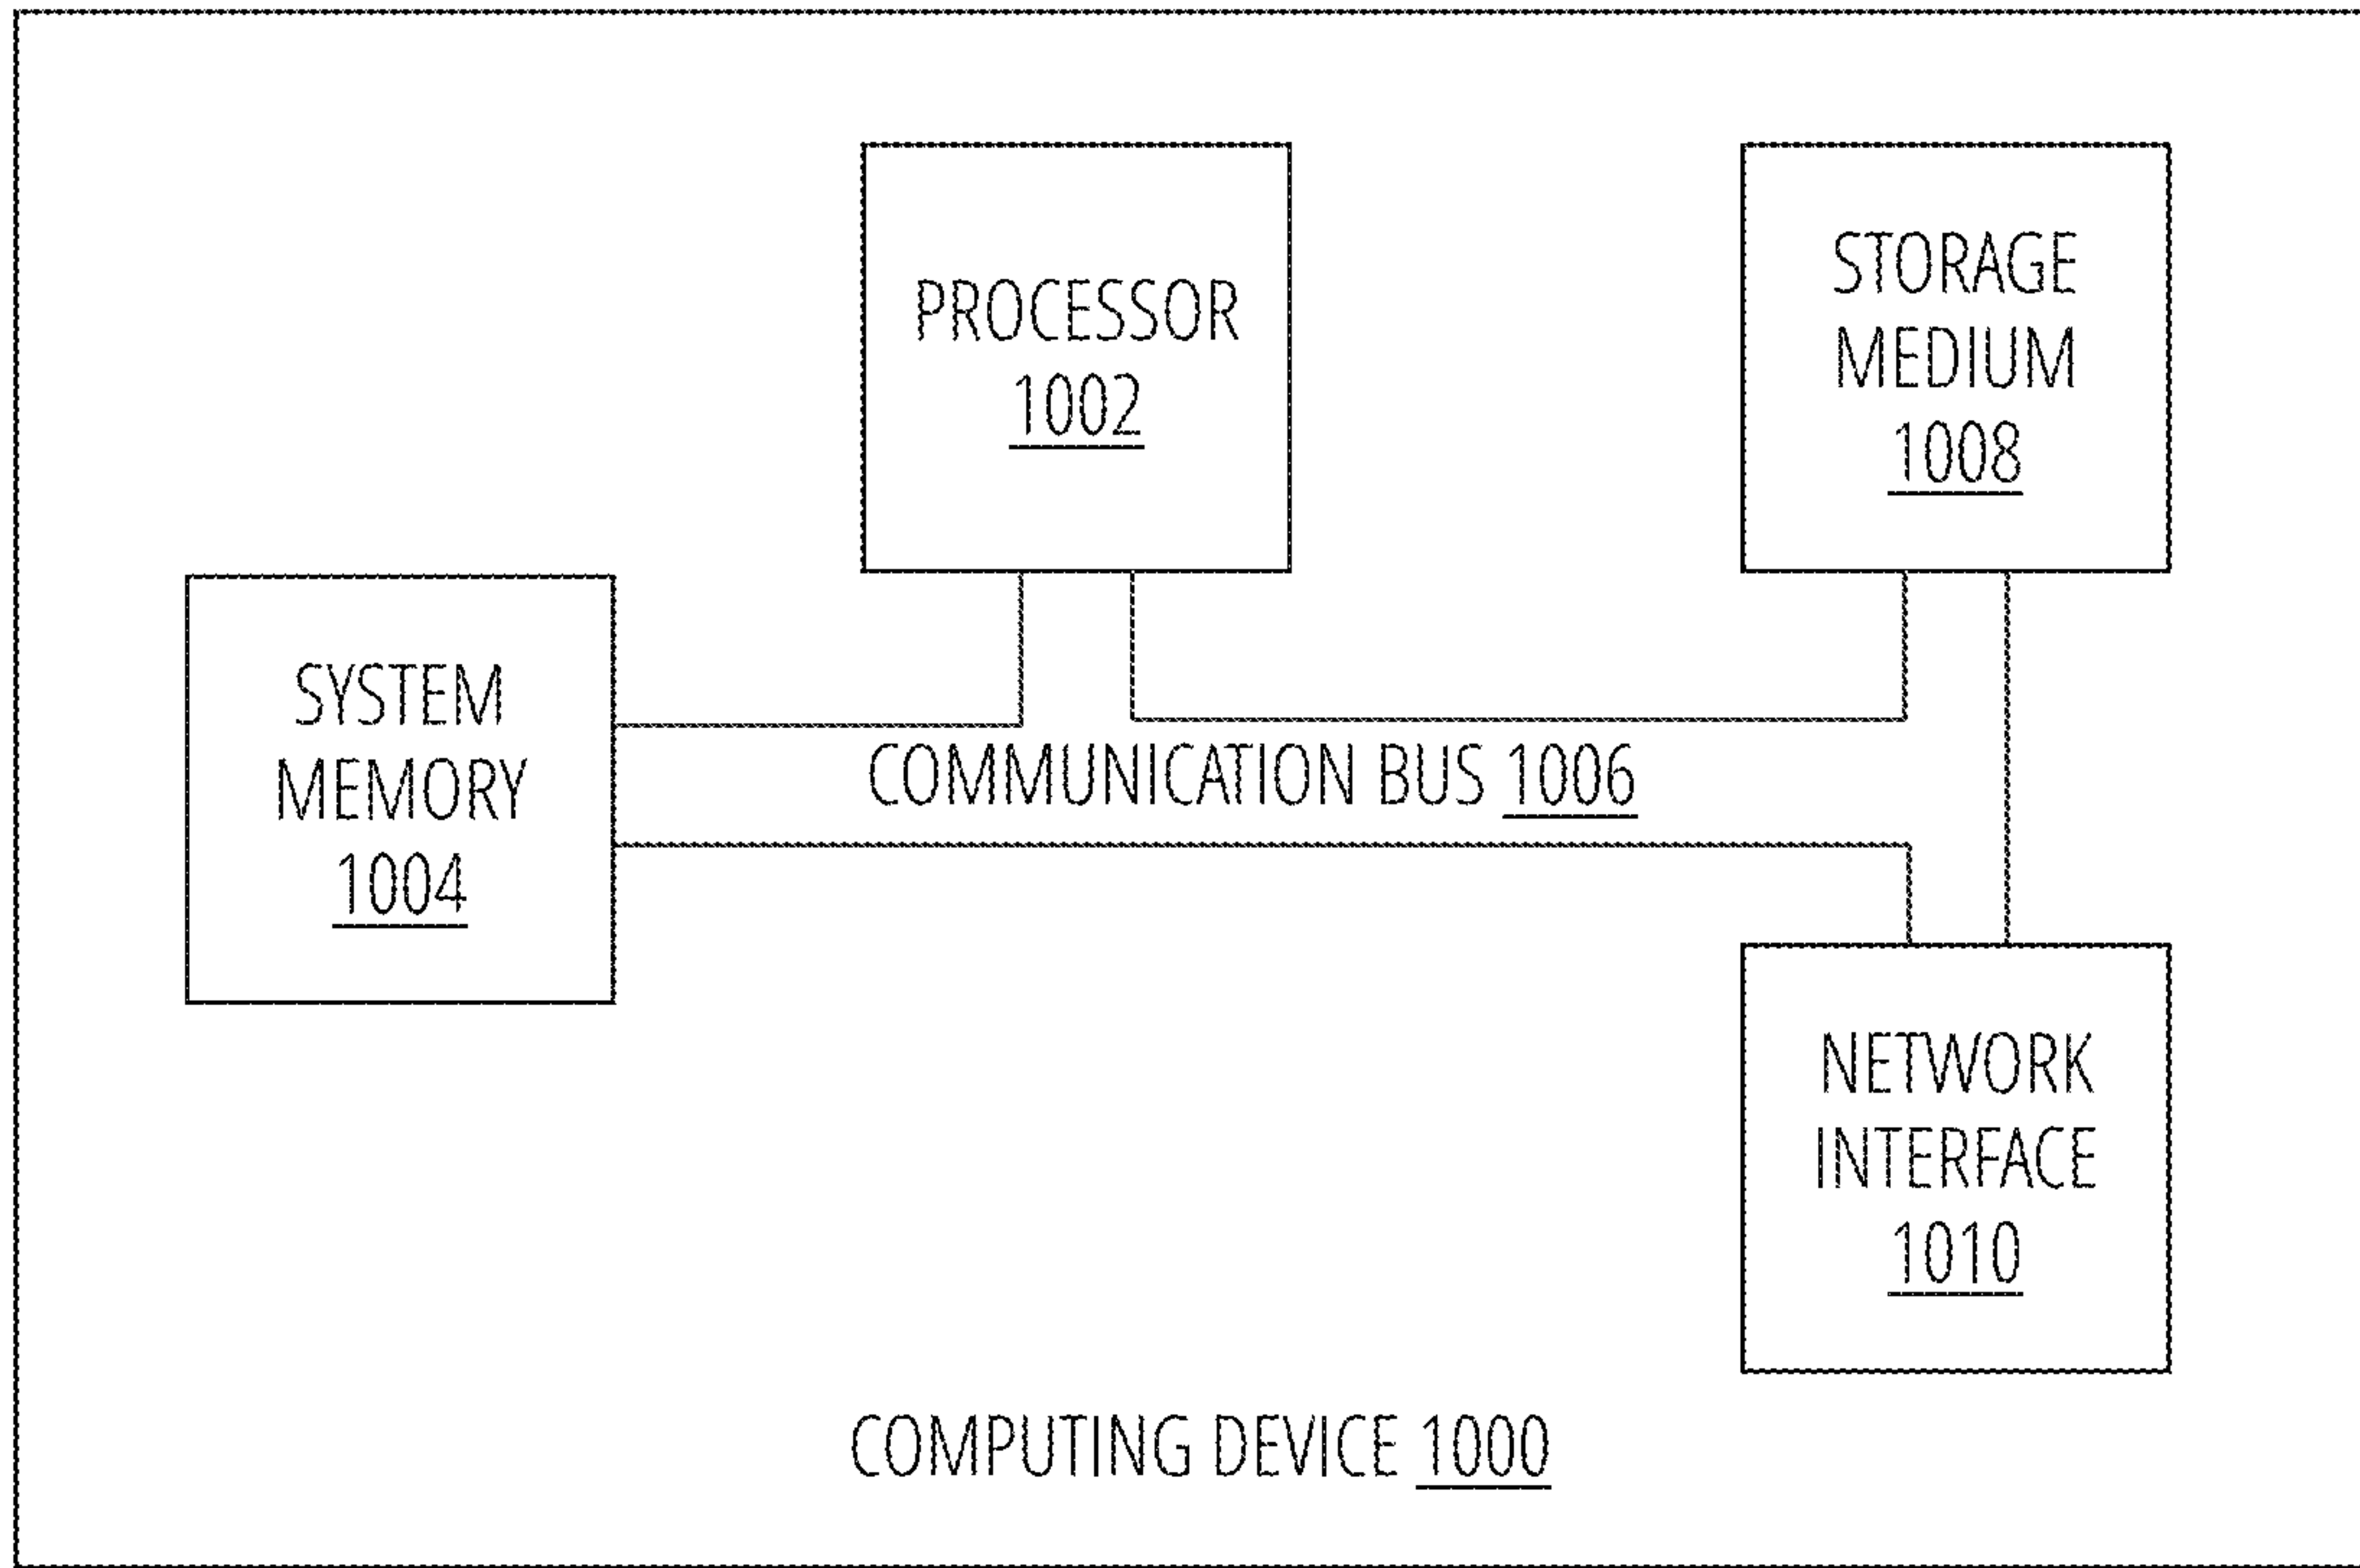 PROCESSOR
1002
STORAGE
MEDIUM
1008
SYSTEM
MEMORY
1004
COMMUNICATION BUS 1006
NETWORK
INTERFACE
1010
COMPUTING DEVICE 1000